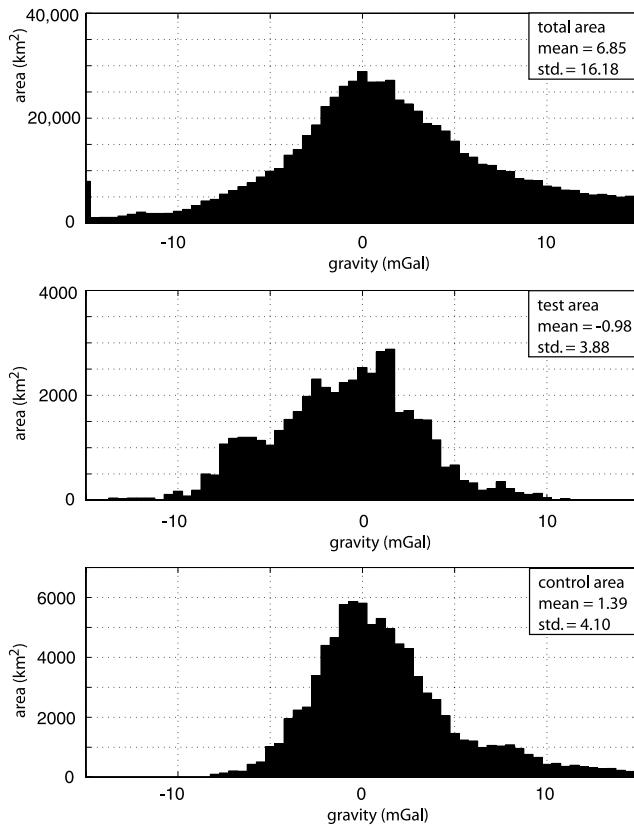 40,000
20,000
0
area (km²)
total area
mean = 6.85
std. = 16.18
-10 0 10
gravity (mGal)
4000
2000
0
area (km²)
test area
mean = -0.98
std. = 3.88
-10 0 10
gravity (mGal)
6000
4000
2000
0
area (km²)
control area
mean = 1.39
std. = 4.10
-10 0 10
gravity (mGal)